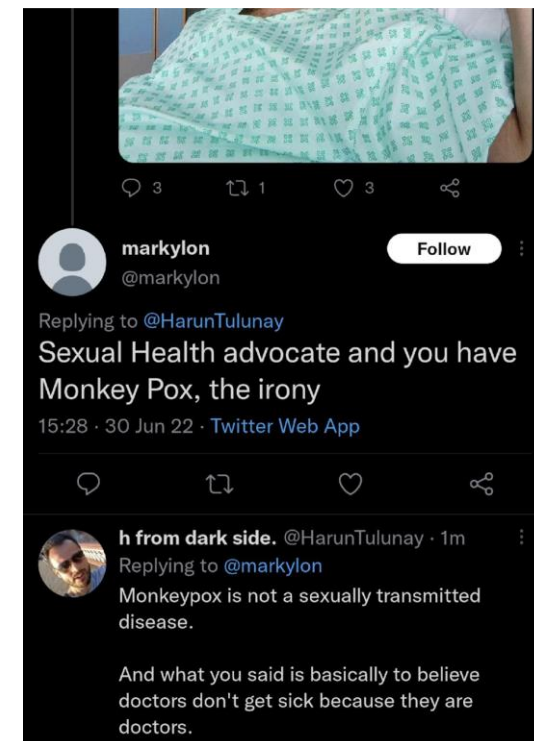 3 1 3
markylon
Follow
@markylon
Replying to @HarunTulunay
Sexual Health advocate and you have
Monkey Pox, the irony
15:28 · 30 Jun 22 · Twitter Web App
h from dark side. @HarunTulunay · 1m
Replying to @markylon
Monkeypox is not a sexually transmitted
disease.
And what you said is basically to believe
doctors don't get sick because they are
doctors.